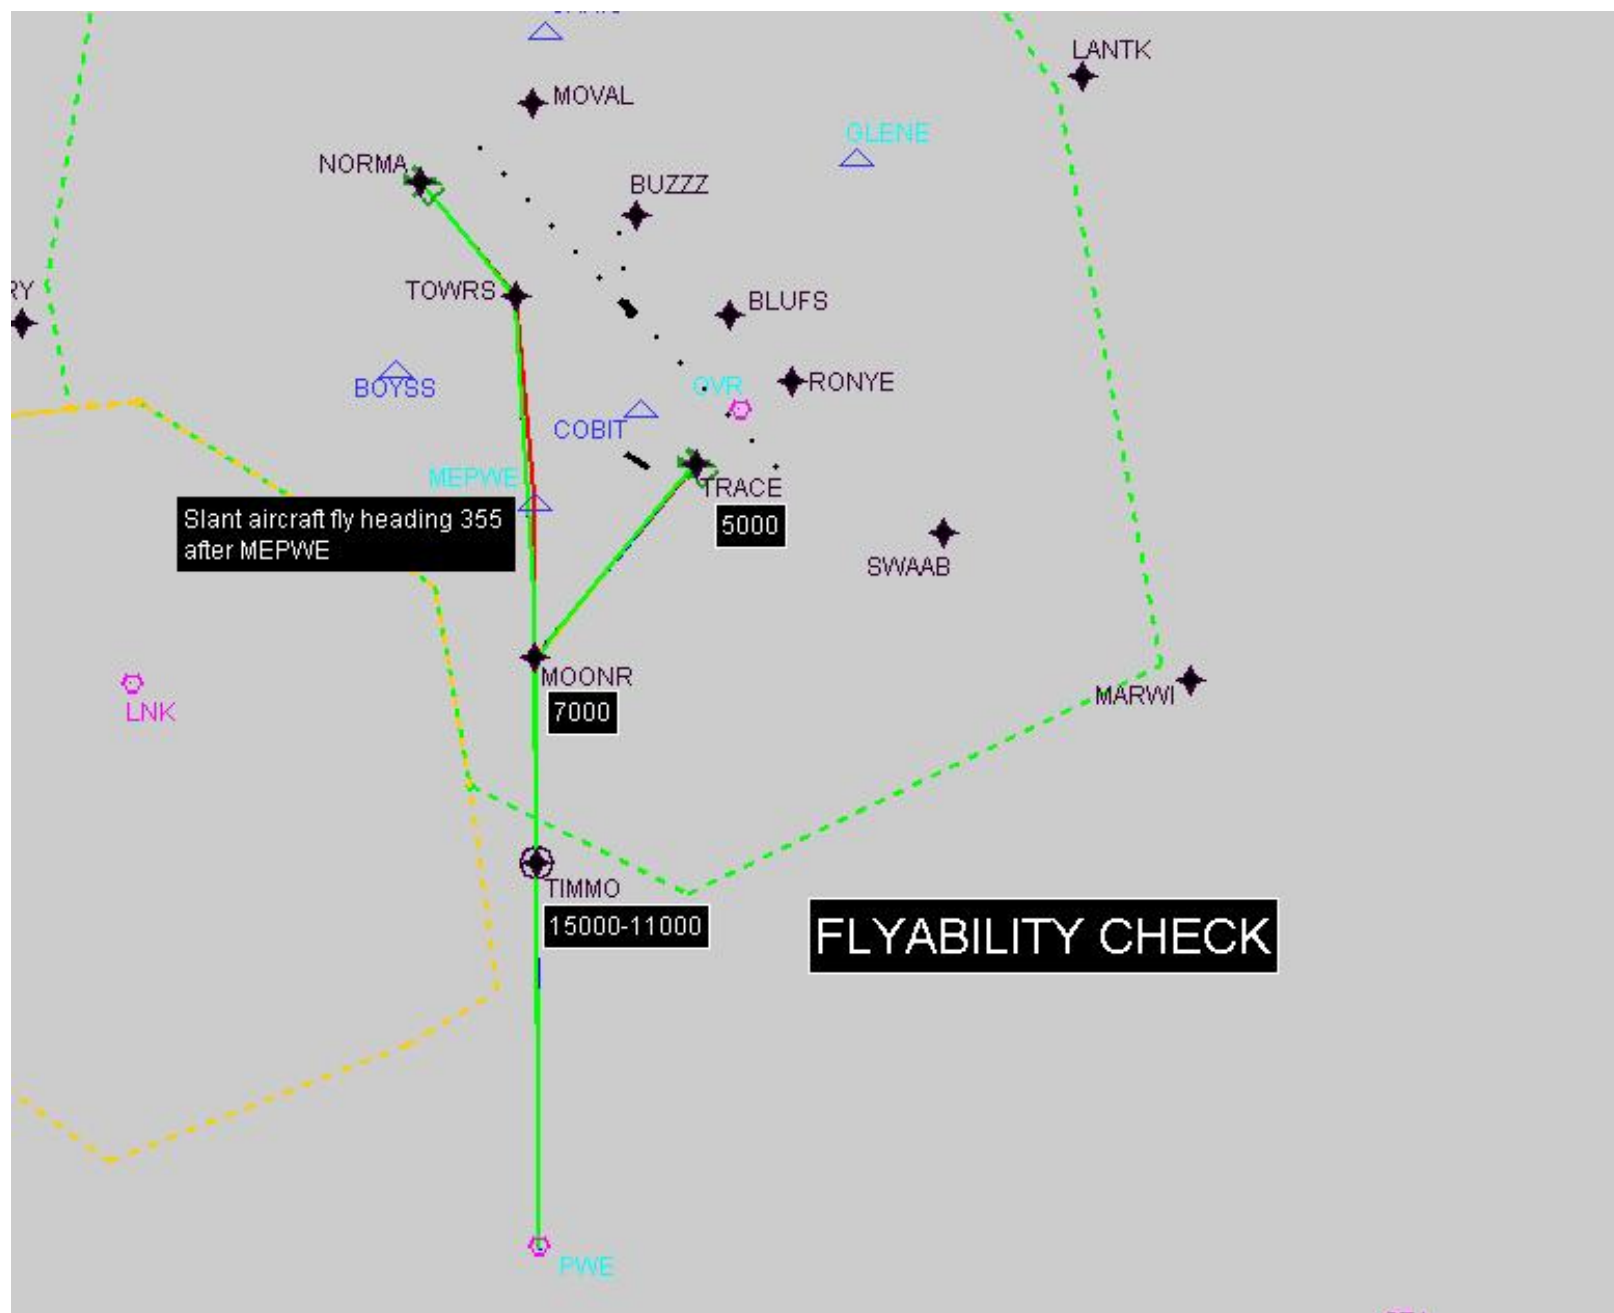 LANTK
MOVAL
GLENE
NORMA
BUZZZ
TOWRS
BLUFS
OVR
RONYE
BOYSS
COBIT
MEPWE
TRACE
5000
Slant aircraft fly heading 355
after MEPWE
SWAAB
MOONR
7000
LNK
MARWI
TIMMO
15000-11000
FLYABILITY CHECK
PWE